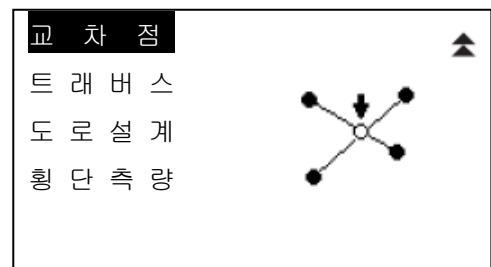 교 차 점
트 래 버 스
도 로 설 계
횡 단 측 량